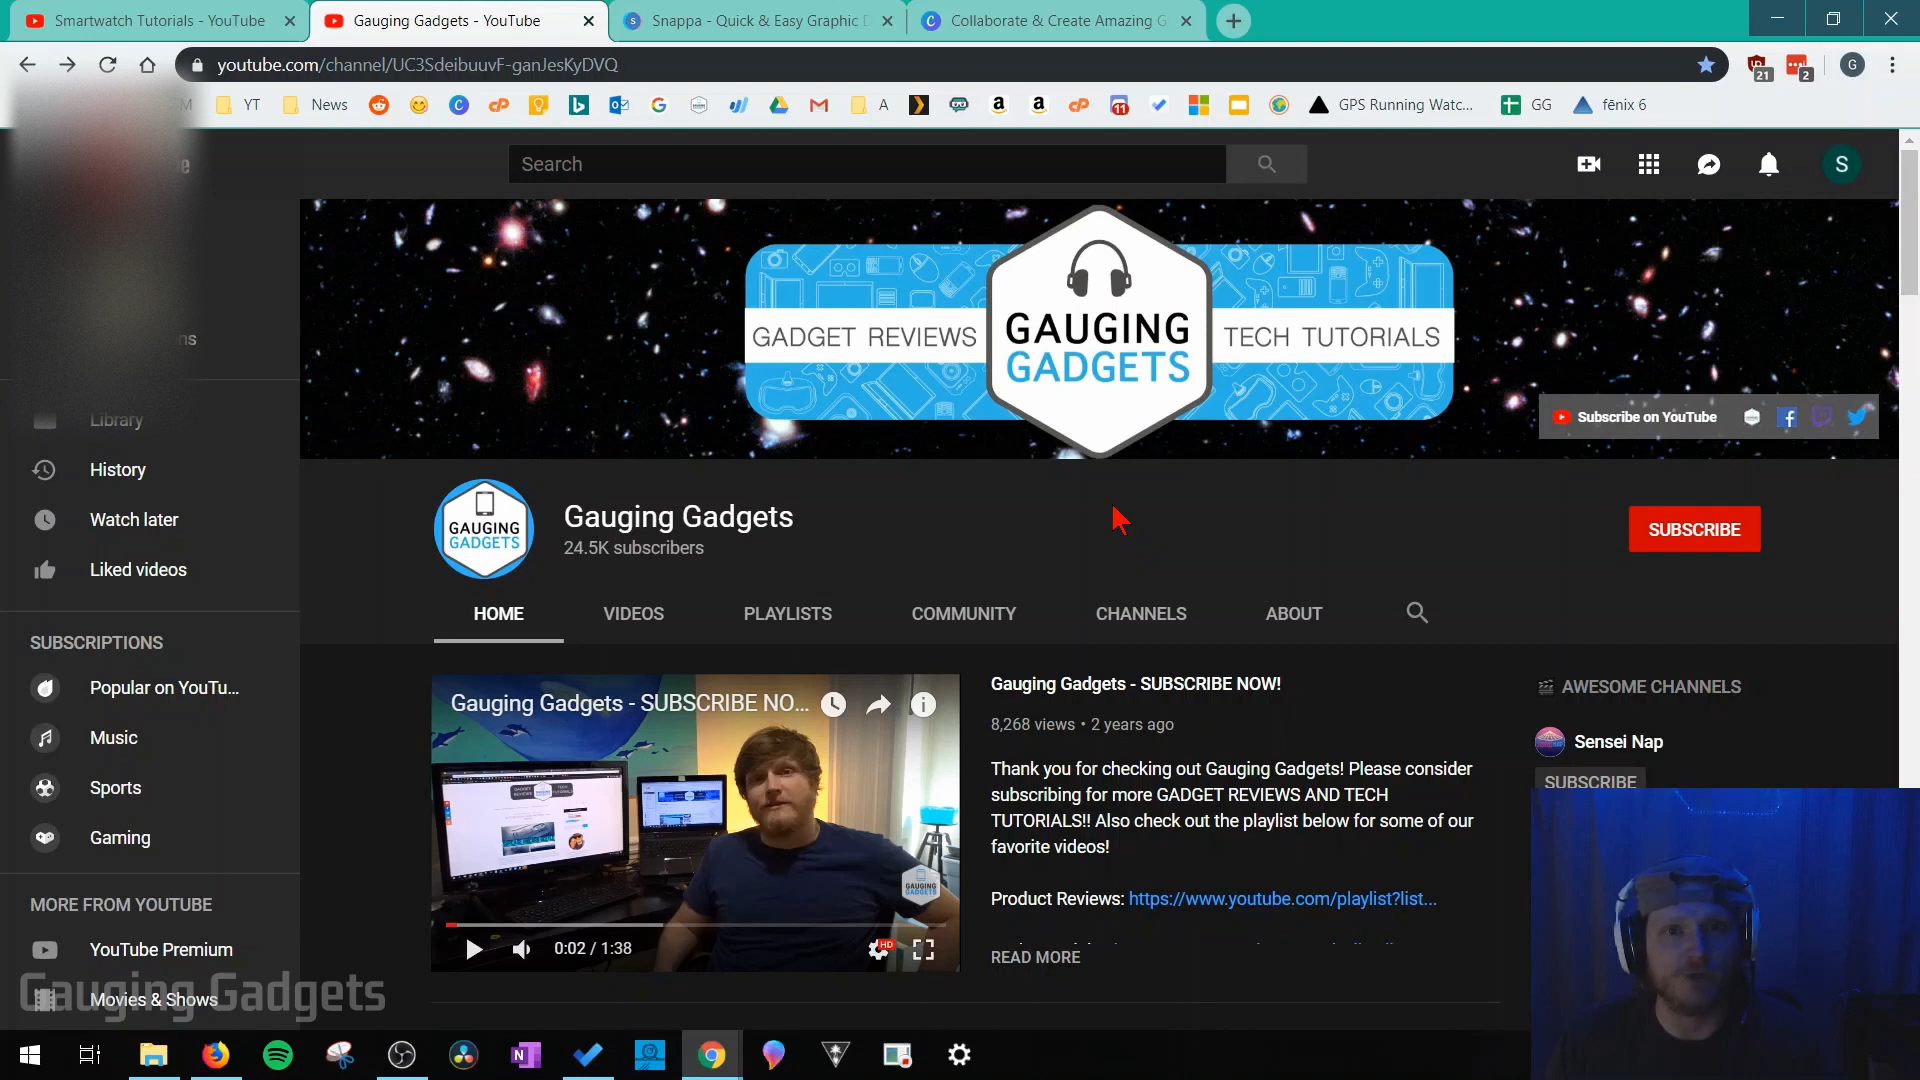 Smartwatch Tutorials - YouTube
Gauging Gadgets - YouTube
Snappa - Quick & Easy Graphic D
Collaborate & Create Amazing G
youtube.com/channel/UC3SdeibuuvF-ganJesKyDVQ
21
2
G
YT
News
A
11
GPS Running Watc...
GG
fēnix 6
Search
S
GADGET REVIEWS
GAUGING
GADGETS
TECH TUTORIALS
Subscribe on YouTube
Library
History
Watch later
Liked videos
SUBSCRIPTIONS
Popular on YouTu...
Music
Sports
Gaming
MORE FROM YOUTUBE
YouTube Premium
Movies & Shows
Gauging Gadgets
GAUGING
GADGETS
Gauging Gadgets
24.5K subscribers
SUBSCRIBE
HOME
VIDEOS
PLAYLISTS
COMMUNITY
CHANNELS
ABOUT
Gauging Gadgets - SUBSCRIBE NO...
GAUGING
GADGETS
0:02 / 1:38
HD
Gauging Gadgets - SUBSCRIBE NOW!
8,268 views • 2 years ago
Thank you for checking out Gauging Gadgets! Please consider
subscribing for more GADGET REVIEWS AND TECH
TUTORIALS!! Also check out the playlist below for some of our
favorite videos!
Product Reviews: https://www.youtube.com/playlist?list...
READ MORE
AWESOME CHANNELS
Sensei Nap
SUBSCRIBE